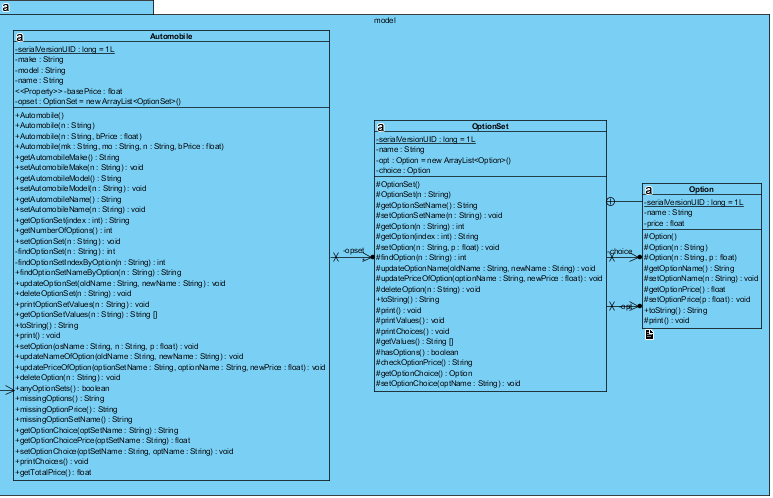 a
model
a Automobile
-serialVersionUID : long = 1L
-make : String
-model : String
-name : String
<<Property>> -basePrice : float
-opset : OptionSet = new ArrayList<OptionSet>()
+Automobile()
+Automobile(n : String)
+Automobile(n : String, bPrice : float)
+Automobile(mk : String, mo : String, n : String, bPrice : float)
+getAutomobileMake() : String
+setAutomobileMake(n : String) : void
+getAutomobileModel() : String
+setAutomobileModel(n : String) : void
+getAutomobileName() : String
+setAutomobileName(n : String) : void
+getOptionSet(index : int) : String
+getNumberOfOptions() : int
+setOptionSet(n : String) : void
-findOptionSet(n : String) : int
-findOptionSetIndexByOption(n : String) : int
+findOptionSetNameByOption(n : String) : String
+updateOptionSet(oldName : String, newName : String) : void
+deleteOptionSet(n : String) : void
+printOptionSetValues(n : String) : void
+getOptionSetValues(n : String) : String []
+toString() : String
+print() : void
+setOption(osName : String, n : String, p : float) : void
+updateNameOfOption(oldName : String, newName : String) : void
+updatePriceOfOption(optionSetName : String, optionName : String, newPrice : float) : void
+deleteOption(n : String) : void
+anyOptionSets() : boolean
+missingOptions() : String
+missingOptionPrice() : String
+missingOptionSetName() : String
+getOptionChoice(optSetName : String) : String
+getOptionChoicePrice(optSetName : String) : float
+setOptionChoice(optSetName : String, optName : String) : void
+printChoices() : void
+getTotalPrice() : float
-opset
a OptionSet
-serialVersionUID : long = 1L
-name : String
-opt : Option = new ArrayList<Option>()
-choice : Option
#OptionSet()
#OptionSet(n : String)
#getOptionSetName() : String
#setOptionSetName(n : String) : void
#getOption(n : String) : int
#getOption(index : int) : String
#setOption(n : String, p : float) : void
#findOption(n : String) : int
#updateOptionName(oldName : String, newName : String) : void
#updatePriceOfOption(optionName : String, newPrice : float) : void
#deleteOption(n : String) : void
+toString() : String
#print() : void
#printValues() : void
#printChoices() : void
#getValues() : String []
#hasOptions() : boolean
#checkOptionPrice() : String
#getOptionChoice() : Option
#setOptionChoice(optName : String) : void
-choice
-opt
a Option
-serialVersionUID : long = 1L
-name : String
-price : float
#Option()
#Option(n : String)
#Option(n : String, p : float)
#getOptionName() : String
#setOptionName(n : String) : void
#getOptionPrice() : float
#setOptionPrice(p : float) : void
+toString() : String
#print() : void